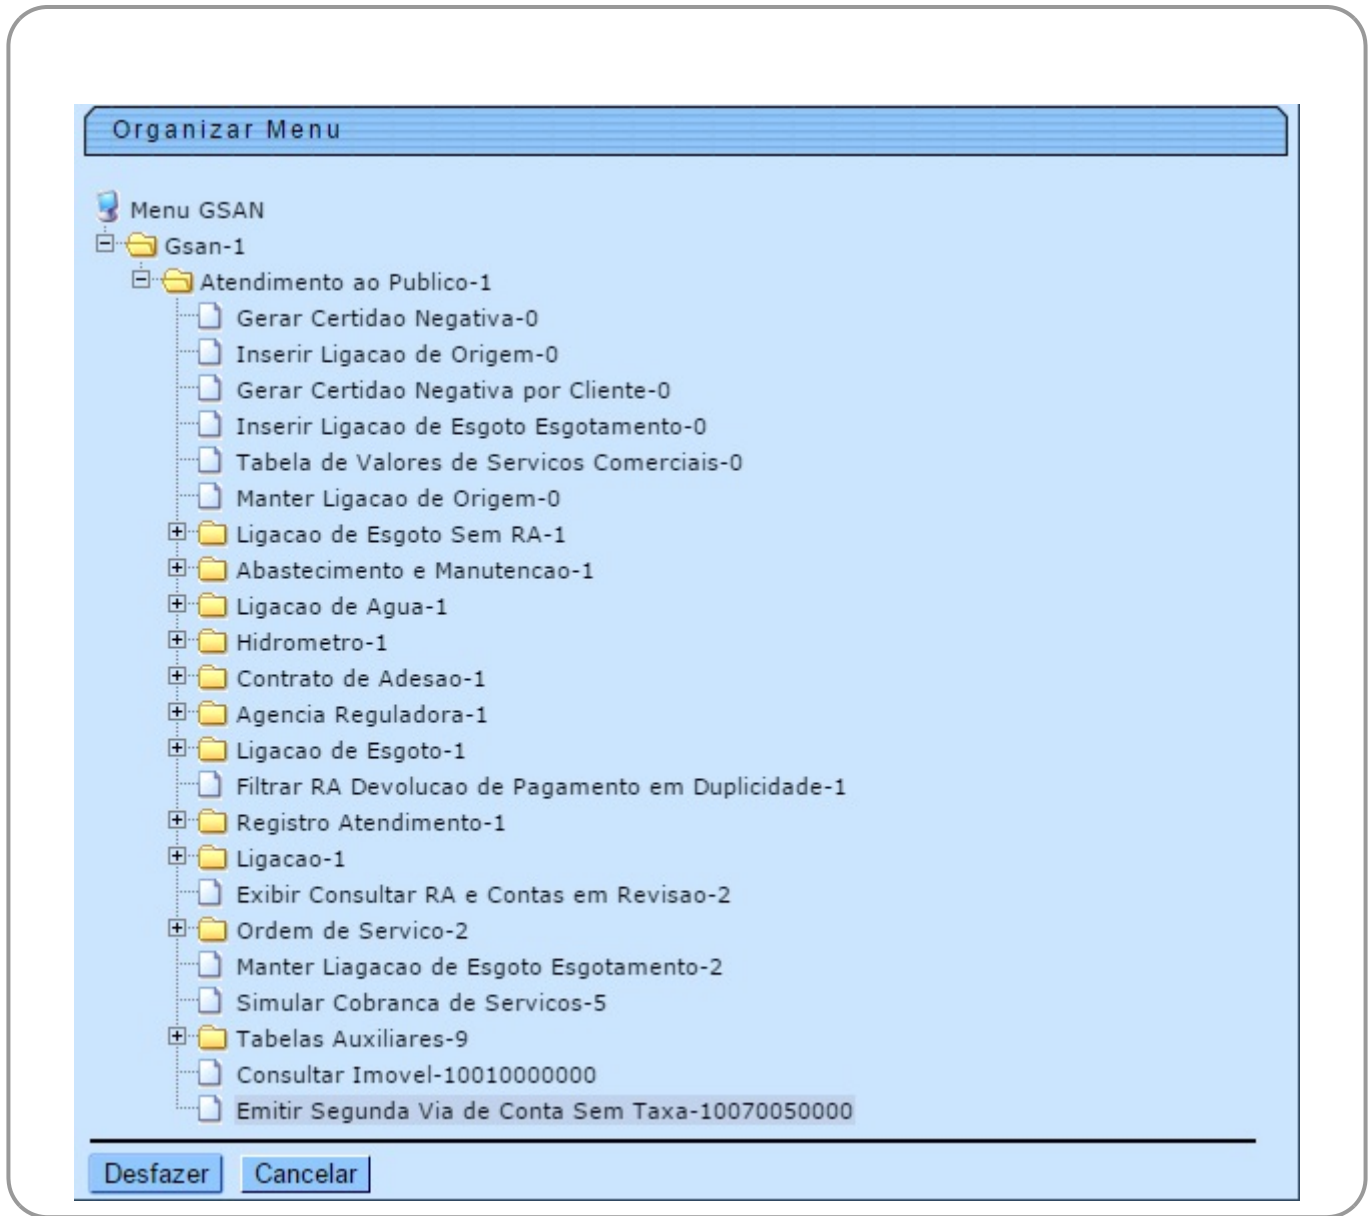 Organizar Menu
Menu GSAN
Gsan-1
Atendimento ao Publico-1
Gerar Certidao Negativa-0
Inserir Ligacao de Origem-0
Gerar Certidao Negativa por Cliente-0
Inserir Ligacao de Esgoto Esgotamento-0
Tabela de Valores de Servicos Comerciais-0
Manter Ligacao de Origem-0
Ligacao de Esgoto Sem RA-1
Abastecimento e Manutencao-1
Ligacao de Agua-1
Hidrometro-1
Contrato de Adesao-1
Agencia Reguladora-1
Ligacao de Esgoto-1
Filtrar RA Devolucao de Pagamento em Duplicidade-1
Registro Atendimento-1
Ligacao-1
Exibir Consultar RA e Contas em Revisao-2
Ordem de Servico-2
Manter Liagacao de Esgoto Esgotamento-2
Simular Cobranca de Servicos-5
Tabelas Auxiliares-9
Consultar Imovel-10010000000
Emitir Segunda Via de Conta Sem Taxa-10070050000
Desfazer Cancelar